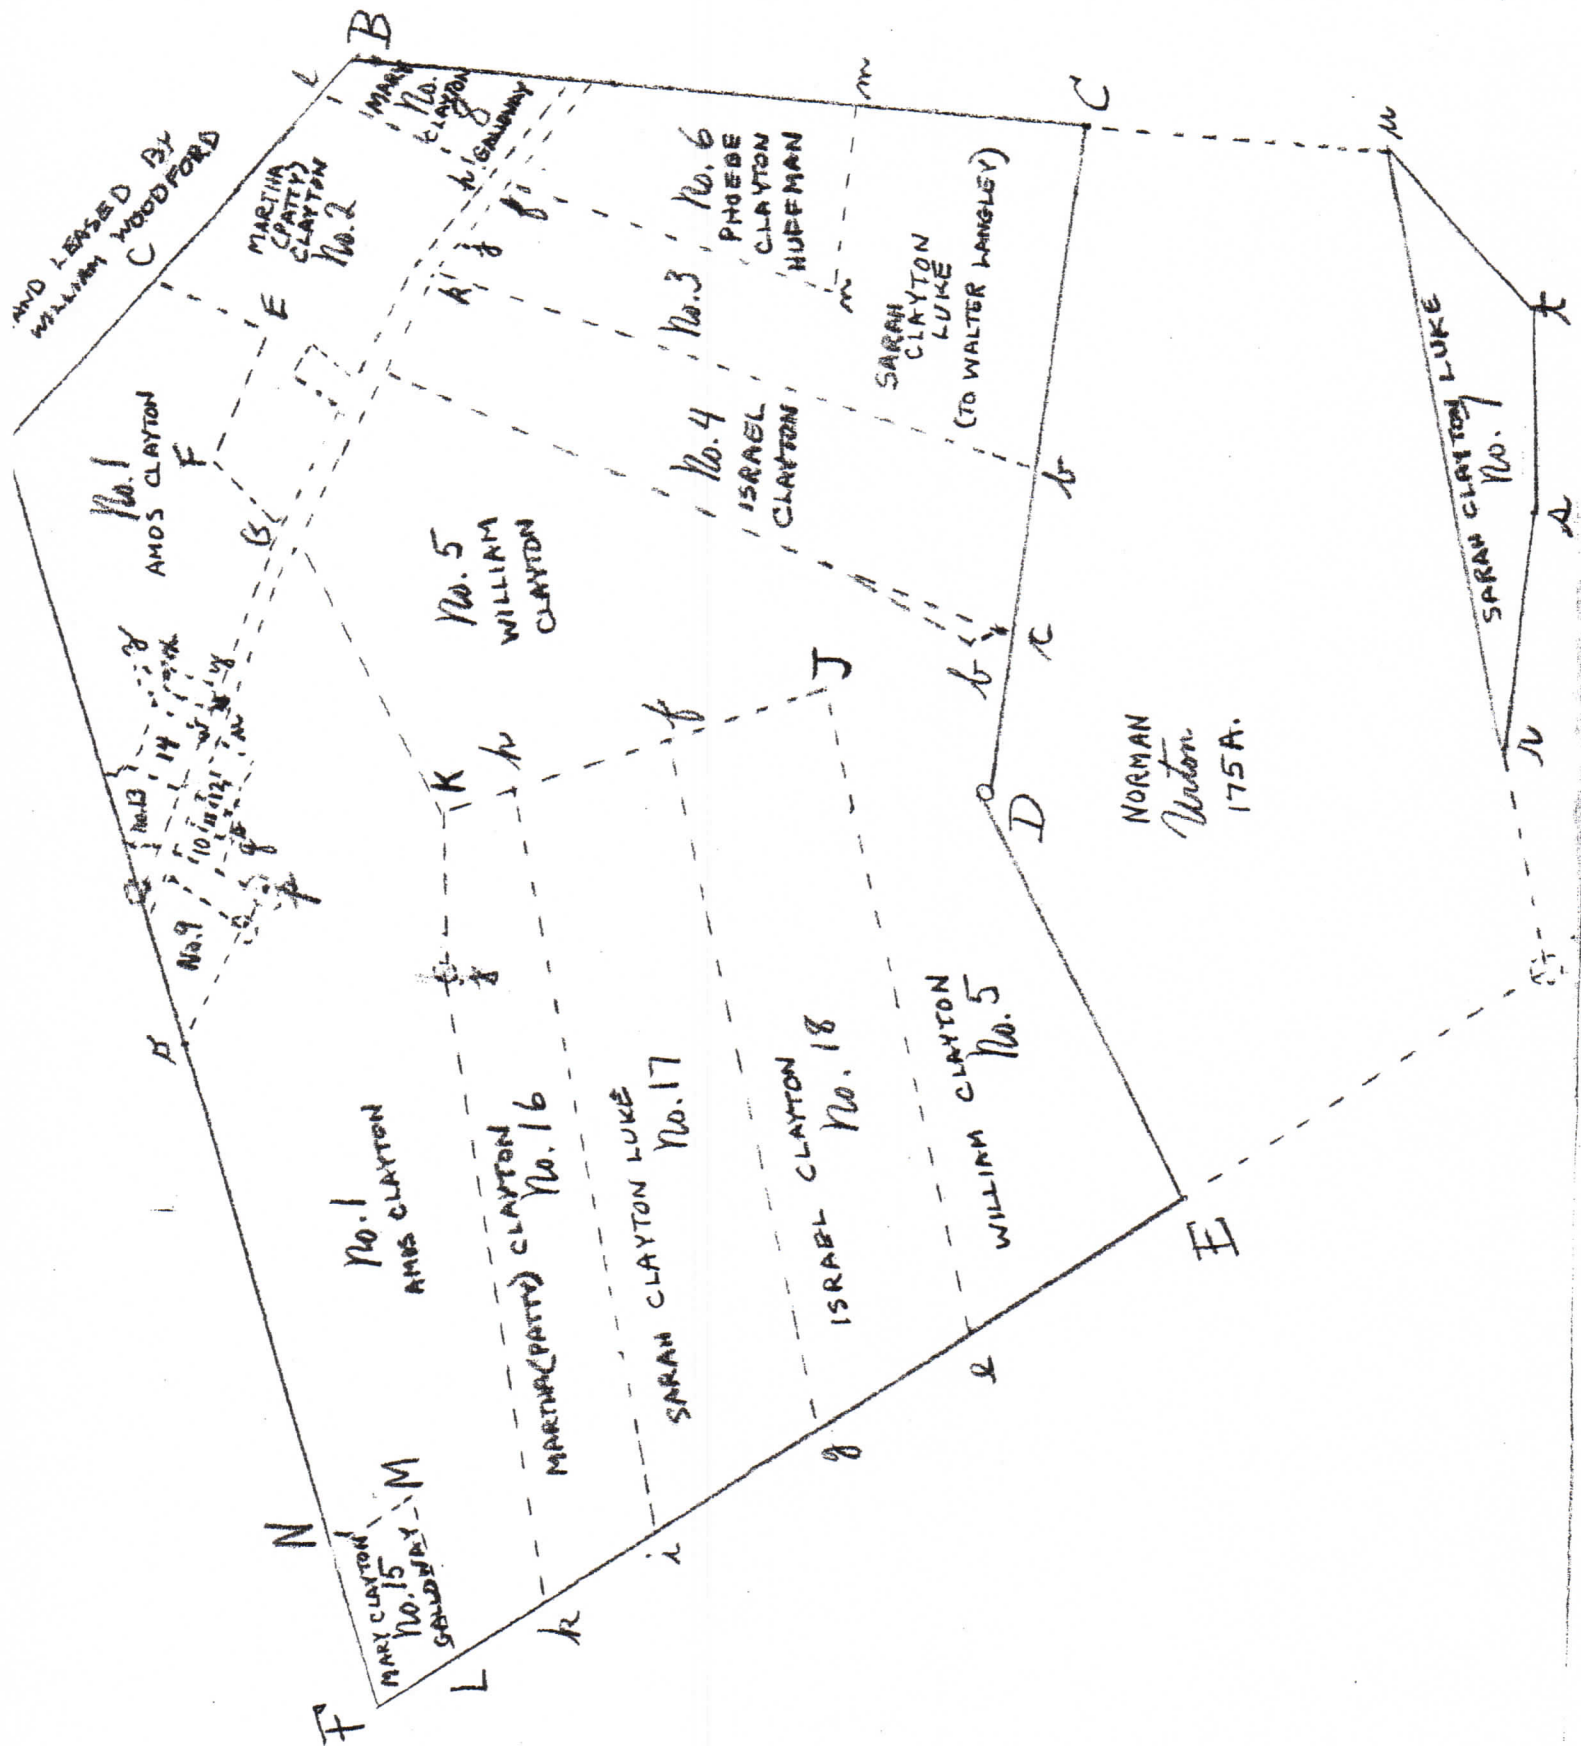 LEASED BY
WILLIAM WOODFORD
C
l
B
MARTHA
(PATTY)
CLAYTON
No. 2
MARY
No. 8
CLAYTON
GALLOWAY
h
E
No. 1
AMOS CLAYTON
F
G
j
k
No. 3
No. 6
PHOEBE
CLAYTON
HUFFMAN
m
n
No. 4
ISRAEL
CLAYTON
SARAH
CLAYTON
LUKE
(TO WALTER LANGLEY)
C
b
c
b
No. 5
WILLIAM
CLAYTON
K
h
f
J
D
No. 13
14
10
11
12
No. 9
No. 1
AMOS CLAYTON
MARTHA (PATTY) CLAYTON
No. 16
SARAH CLAYTON LUKE
No. 17
ISRAEL CLAYTON
No. 18
WILLIAM CLAYTON
No. 5
N
M
MARY CLAYTON
No. 15
GALLOWAY
F
L
k
i
g
e
E
NORMAN
Urton
175 A.
SARAH CLAYTON LUKE
No. 7
u
t
s
r